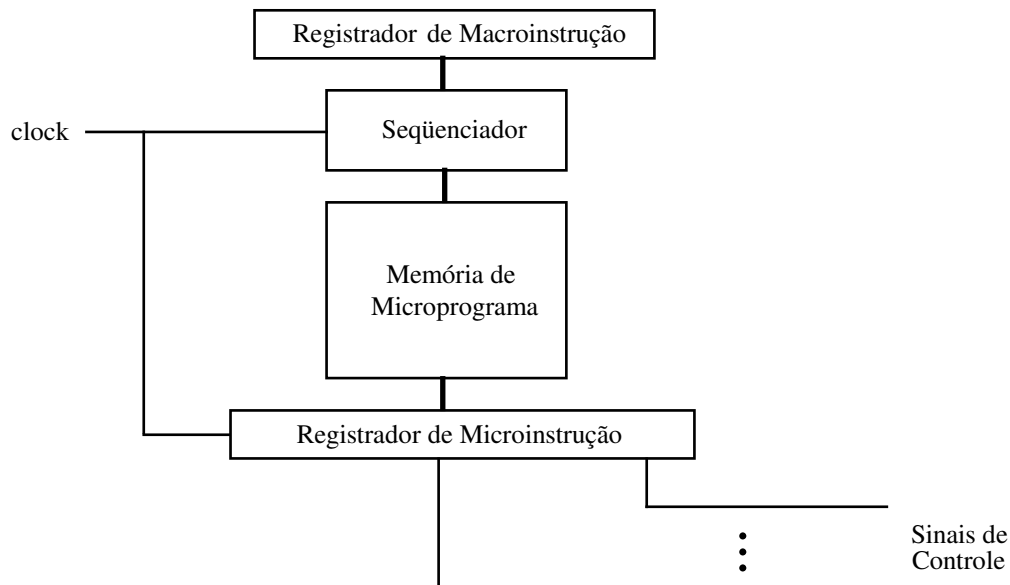 Registrador de Macroinstrução
clock
Seqüenciador
Memória de
Microprograma
Registrador de Microinstrução
Sinais de
Controle